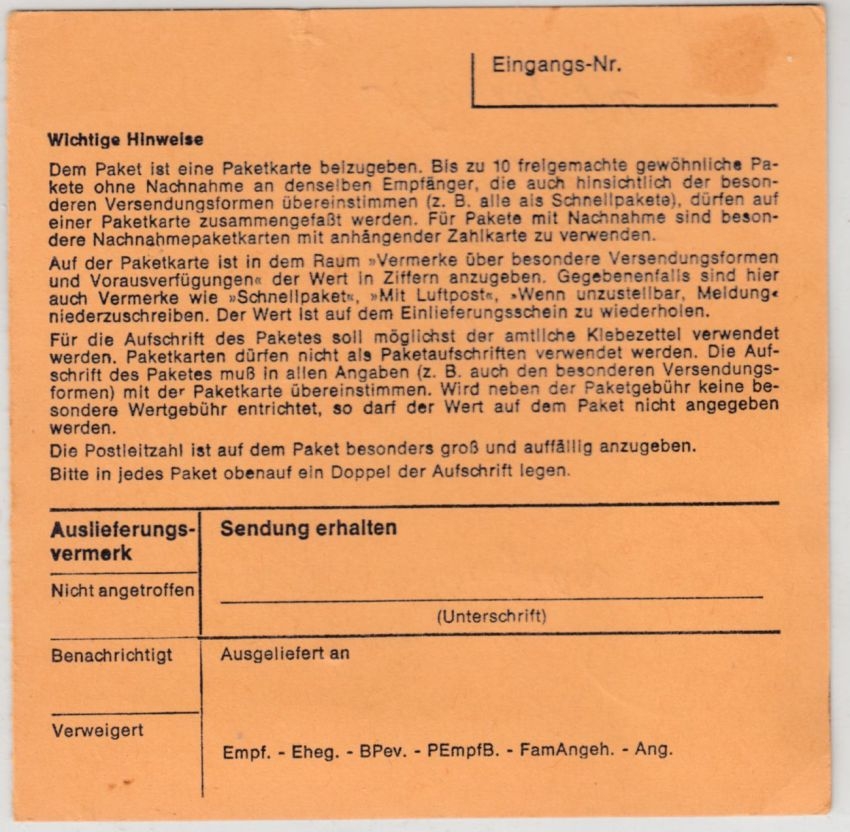 Eingangs-Nr.
Wichtige Hinweise
Dem Paket ist eine Paketkarte beizugeben. Bis zu 10 freigemachte gewöhnliche Pa-
kete ohne Nachnahme an denselben Empfänger, die auch hinsichtlich der beson-
deren Versendungsformen übereinstimmen (z. B. alle als Schnellpakete), dürfen auf
einer Paketkarte zusammengefaßt werden. Für Pakete mit Nachnahme sind beson-
dere Nachnahmepaketkarten mit anhängender Zahlkarte zu verwenden.
Auf der Paketkarte ist in dem Raum »Vermerke über besondere Versendungsformen
und Vorausverfügungen« der Wert in Ziffern anzugeben. Gegebenenfalls sind hier
auch Vermerke wie »Schnellpaket«, »Mit Luftpost«, »Wenn unzustellbar, Meldung«
niederzuschreiben. Der Wert ist auf dem Einlieferungsschein zu wiederholen.
Für die Aufschrift des Paketes soll möglichst der amtliche Klebezettel verwendet
werden. Paketkarten dürfen nicht als Paketaufschriften verwendet werden. Die Auf-
schrift des Paketes muß in allen Angaben (z. B. auch den besonderen Versendungs-
formen) mit der Paketkarte übereinstimmen. Wird neben der Paketgebühr keine be-
sondere Wertgebühr entrichtet, so darf der Wert auf dem Paket nicht angegeben
werden.
Die Postleitzahl ist auf dem Paket besonders groß und auffällig anzugeben.
Bitte in jedes Paket obenauf ein Doppel der Aufschrift legen.
Auslieferungs-
vermerk
Sendung erhalten
Nicht angetroffen
(Unterschrift)
Benachrichtigt
Ausgeliefert an
Verweigert
Empf. - Eheg. - BPev. - PEmpfB. - FamAngeh. - Ang.